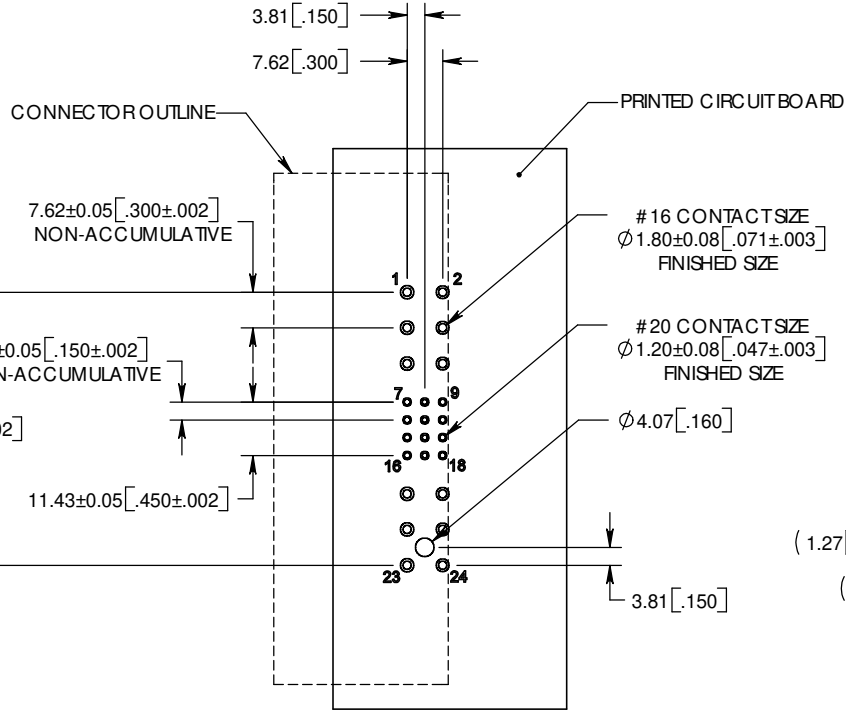 3.81[.150]
7.62[.300]
CONNECTOR OUTLINE
PRINTED CIRCUIT BOARD
7.62±0.05[.300±.002]
NON-ACCUMULATIVE
#16 CONTACT SIZE
Ø1.80±0.08[.071±.003]
FINISHED SIZE
1
2
±0.05[.150±.002]
N-ACCUMULATIVE
#20 CONTACT SIZE
Ø1.20±0.08[.047±.003]
FINISHED SIZE
7
9
02]
Ø4.07[.160]
16
18
11.43±0.05[.450±.002]
(1.27[
23
24
3.81[.150]
(